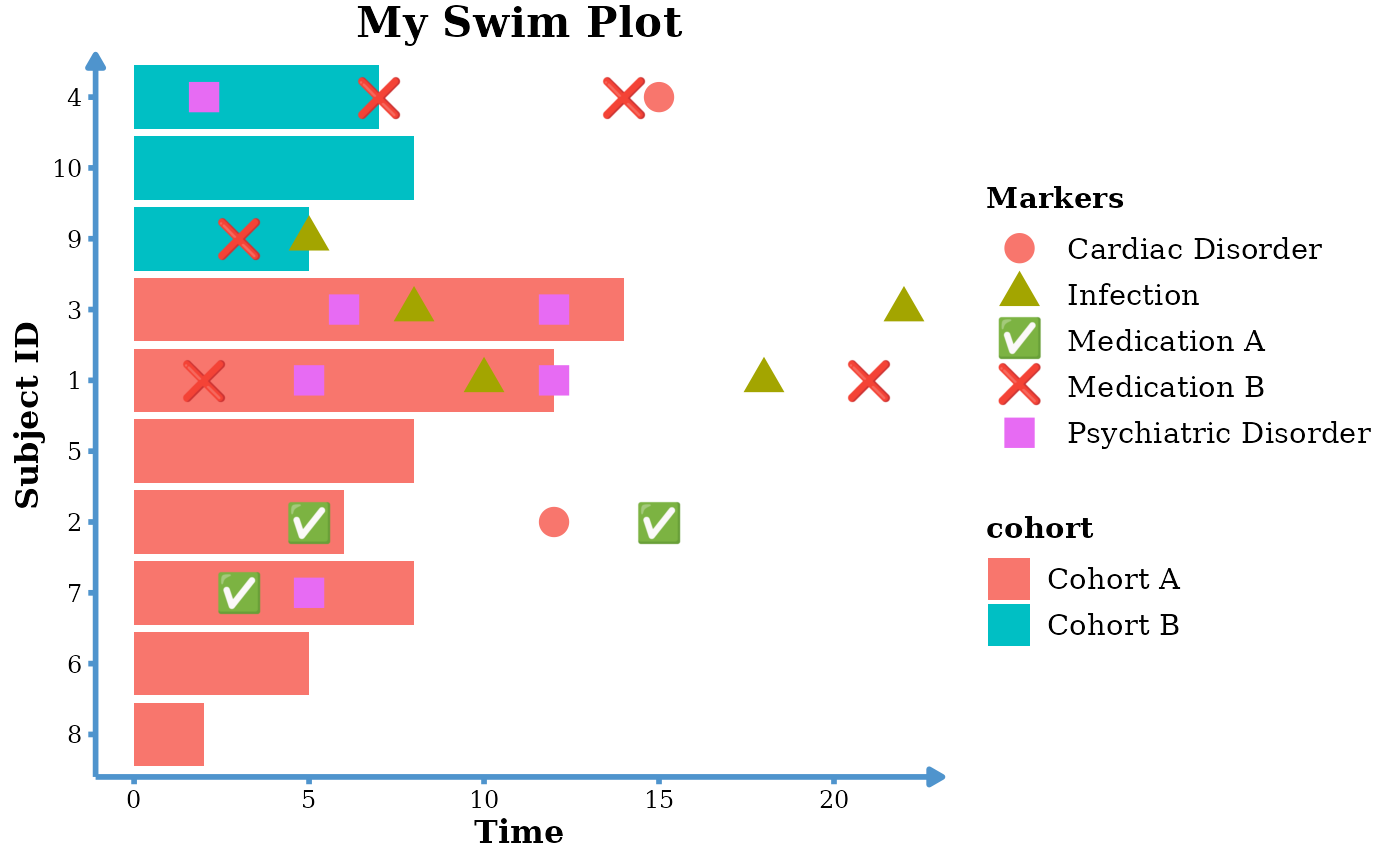 My Swim Plot
4
10
9
3
1
5
2
7
6
8
Subject ID
0 5 10 15 20
Time
Markers
Cardiac Disorder
Infection
Medication A
Medication B
Psychiatric Disorder
cohort
Cohort A
Cohort B